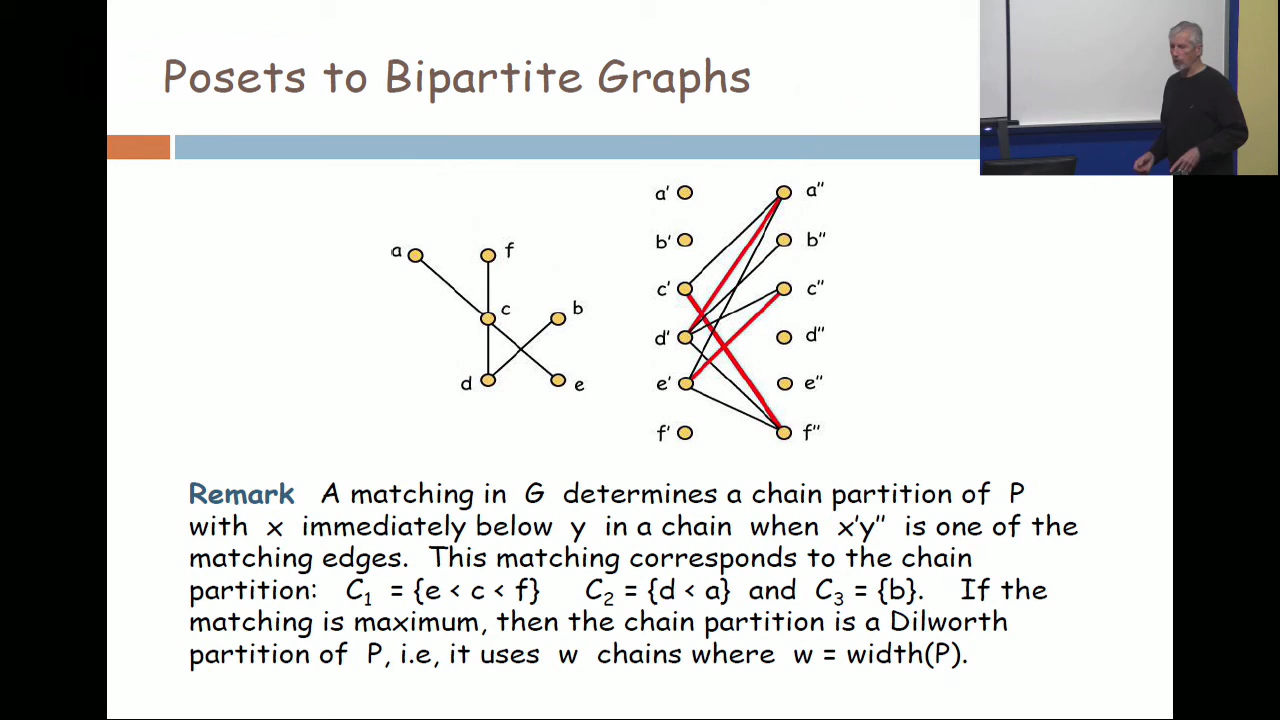 Posets to Bipartite Graphs
a
f
c
b
d
e
a′ a″
b′ b″
c′ c″
d′ d″
e′ e″
f′ f″
Remark A matching in G determines a chain partition of P
with x immediately below y in a chain when x′y″ is one of the
matching edges. This matching corresponds to the chain
partition: C₁ = {e < c < f} C₂ = {d < a} and C₃ = {b}. If the
matching is maximum, then the chain partition is a Dilworth
partition of P, i.e, it uses w chains where w = width(P).